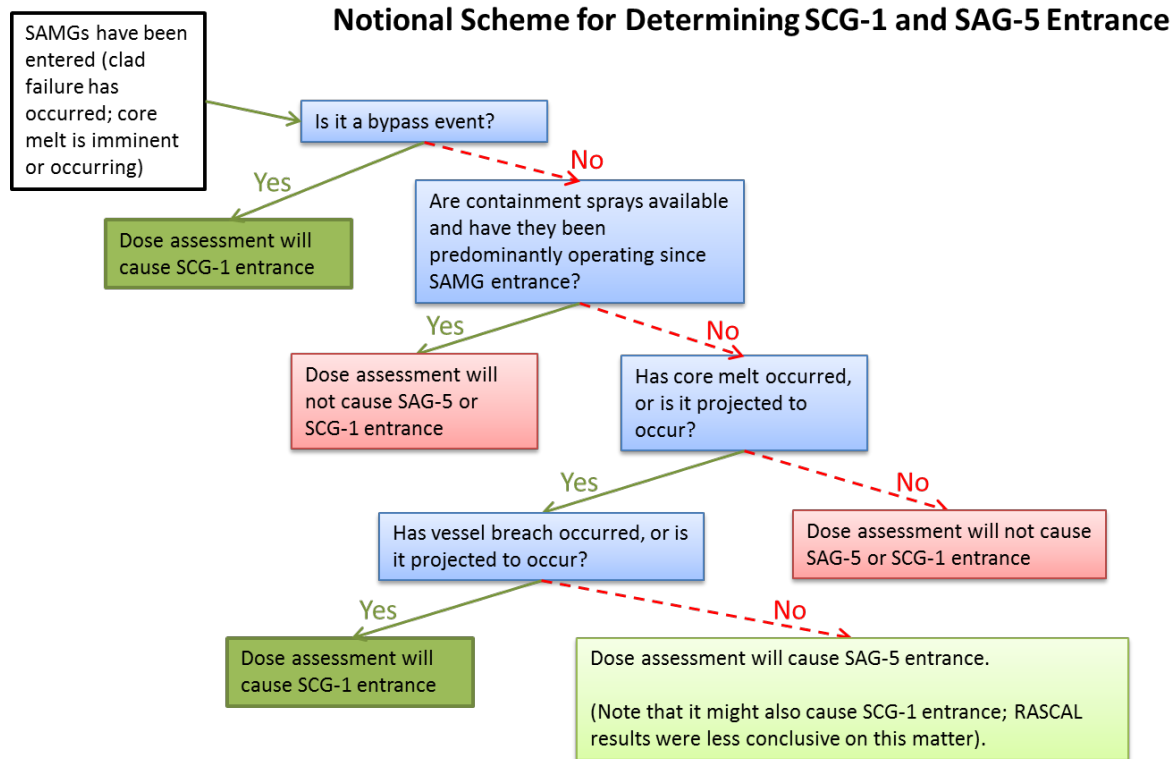 Notional Scheme for Determining SCG-1 and SAG-5 Entrance
SAMGs have been
entered (clad
failure has
occurred; core
melt is imminent
or occurring)
Is it a bypass event?
Yes
No
Dose assessment will
cause SCG-1 entrance
Are containment sprays available
and have they been
predominantly operating since
SAMG entrance?
Yes
No
Dose assessment will
not cause SAG-5 or
SCG-1 entrance
Has core melt occurred,
or is it projected to
occur?
Yes
No
Has vessel breach occurred, or is
it projected to occur?
Dose assessment will not cause
SAG-5 or SCG-1 entrance
Yes
No
Dose assessment will
cause SCG-1 entrance
Dose assessment will cause SAG-5 entrance.
(Note that it might also cause SCG-1 entrance; RASCAL
results were less conclusive on this matter).